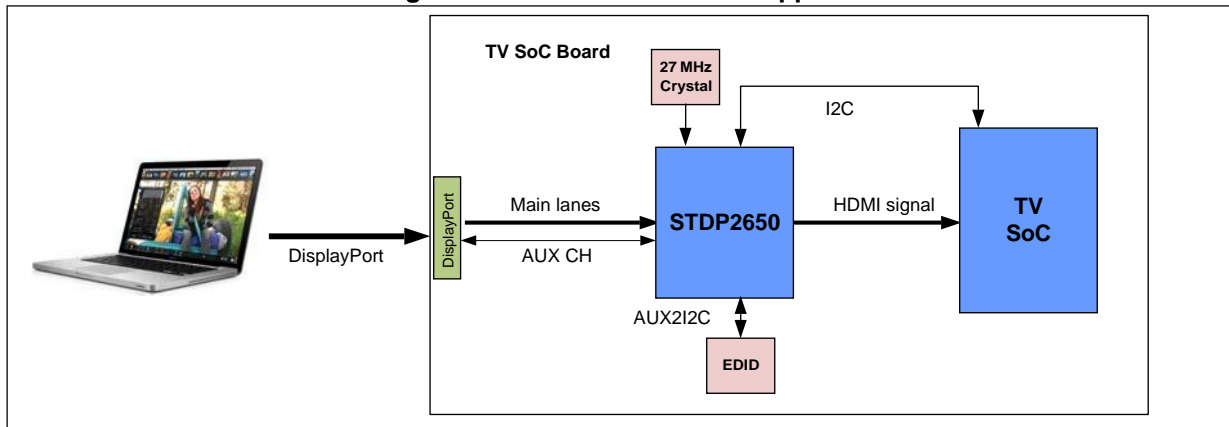 TV SoC Board
27 MHz
Crystal
I2C
DisplayPort
Main lanes
AUX CH
DisplayPort
STDP2650
HDMI signal
TV
SoC
AUX2I2C
EDID